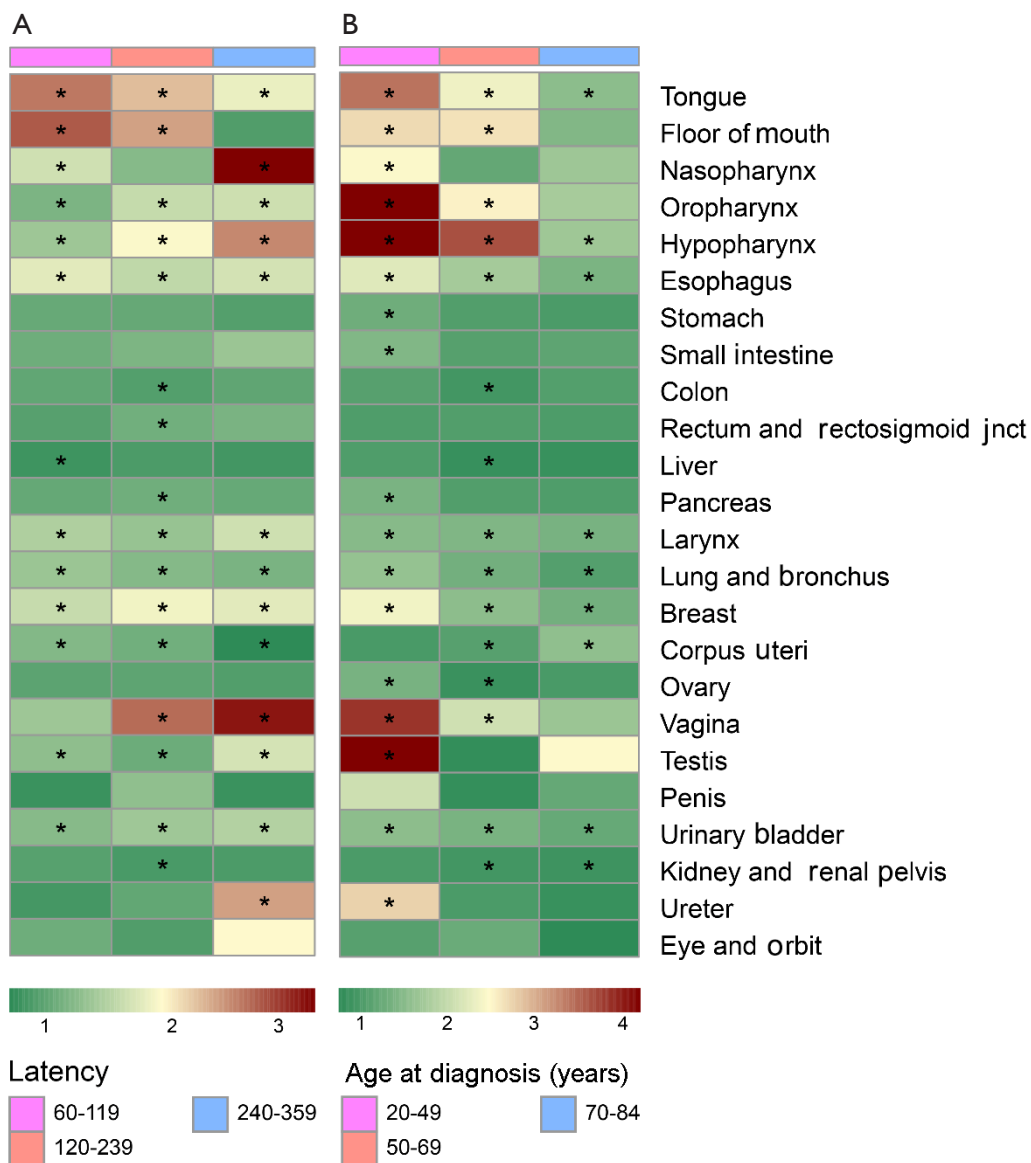 A
B
* * * * * * Tongue
* * * * Floor of mouth
* * * Nasopharynx
* * * * * Oropharynx
* * * * * * Hypopharynx
* * * * * * Esophagus
* Stomach
* Small intestine
* * Colon
* Rectum and rectosigmoid jnct
* * Liver
* * Pancreas
* * * * * * Larynx
* * * * * * Lung and bronchus
* * * * * * Breast
* * * * * Corpus uteri
* * Ovary
* * * * Vagina
* * * * Testis
Penis
* * * * * * Urinary bladder
* * * Kidney and renal pelvis
* * Ureter
Eye and orbit
1 2 3
1 2 3 4
Latency
60-119
240-359
120-239
Age at diagnosis (years)
20-49
70-84
50-69